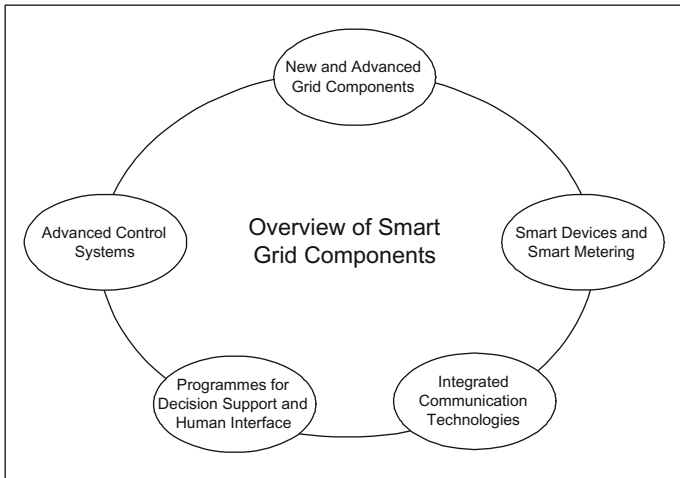 New and Advanced
Grid Components
Advanced Control
Systems
Overview of Smart
Grid Components
Smart Devices and
Smart Metering
Programmes for
Decision Support and
Human Interface
Integrated
Communication
Technologies